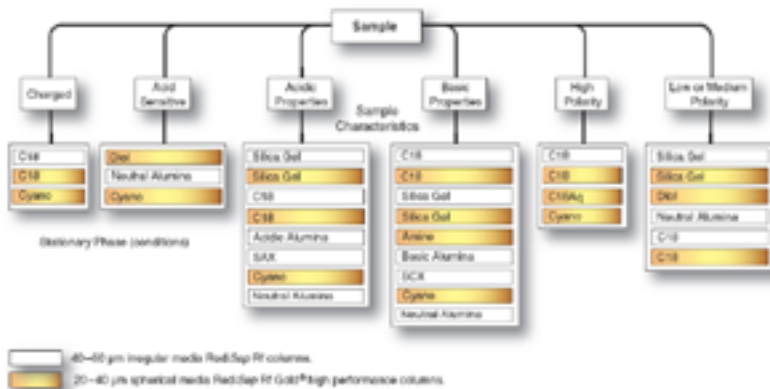 Sample
Charged
Acid
Sensitive
Acidic
Properties
Basic
Properties
High
Polarity
Low or Medium
Polarity
Sample
Characteristics
C18
C18
Cyano
Diol
Neutral Alumina
Cyano
Silica Gel
Silica Gel
C18
C18
Acidic Alumina
SAX
Cyano
Neutral Alumina
C18
C18
Silica Gel
Silica Gel
Amine
Basic Alumina
SCX
Cyano
Neutral Alumina
C18
C18
C18Aq
Cyano
Silica Gel
Silica Gel
Diol
Neutral Alumina
C18
C18
Stationary Phase (conditions)
40–60 µm irregular media RediSep Rf columns.
20–40 µm spherical media RediSep Rf Gold® high performance columns.